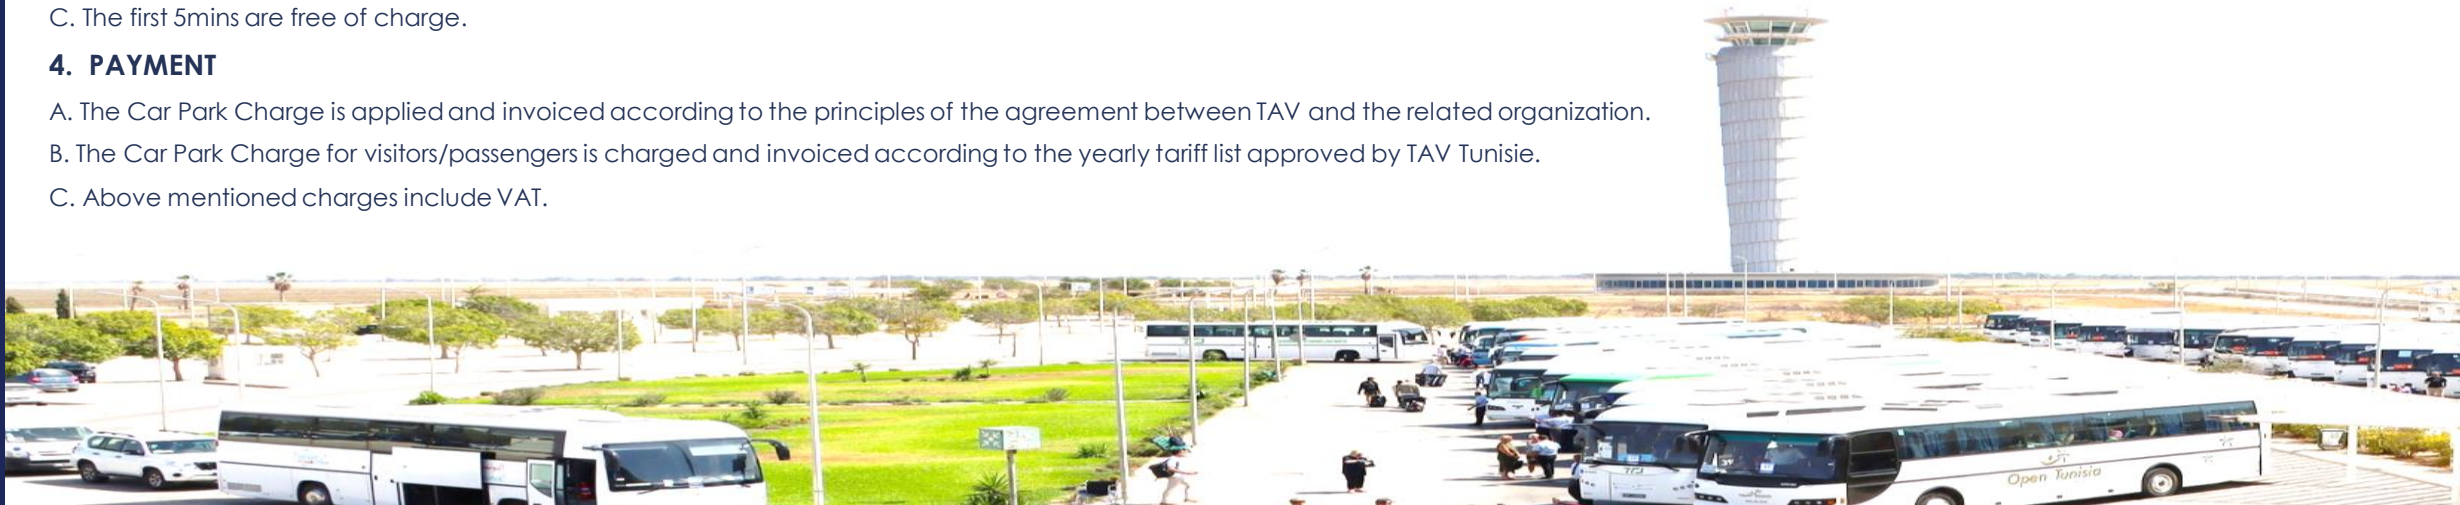 C. The first 5mins are free of charge.
4. PAYMENT
A. The Car Park Charge is applied and invoiced according to the principles of the agreement between TAV and the related organization.
B. The Car Park Charge for visitors/passengers is charged and invoiced according to the yearly tariff list approved by TAV Tunisie.
C. Above mentioned charges include VAT.
Open Tunisia